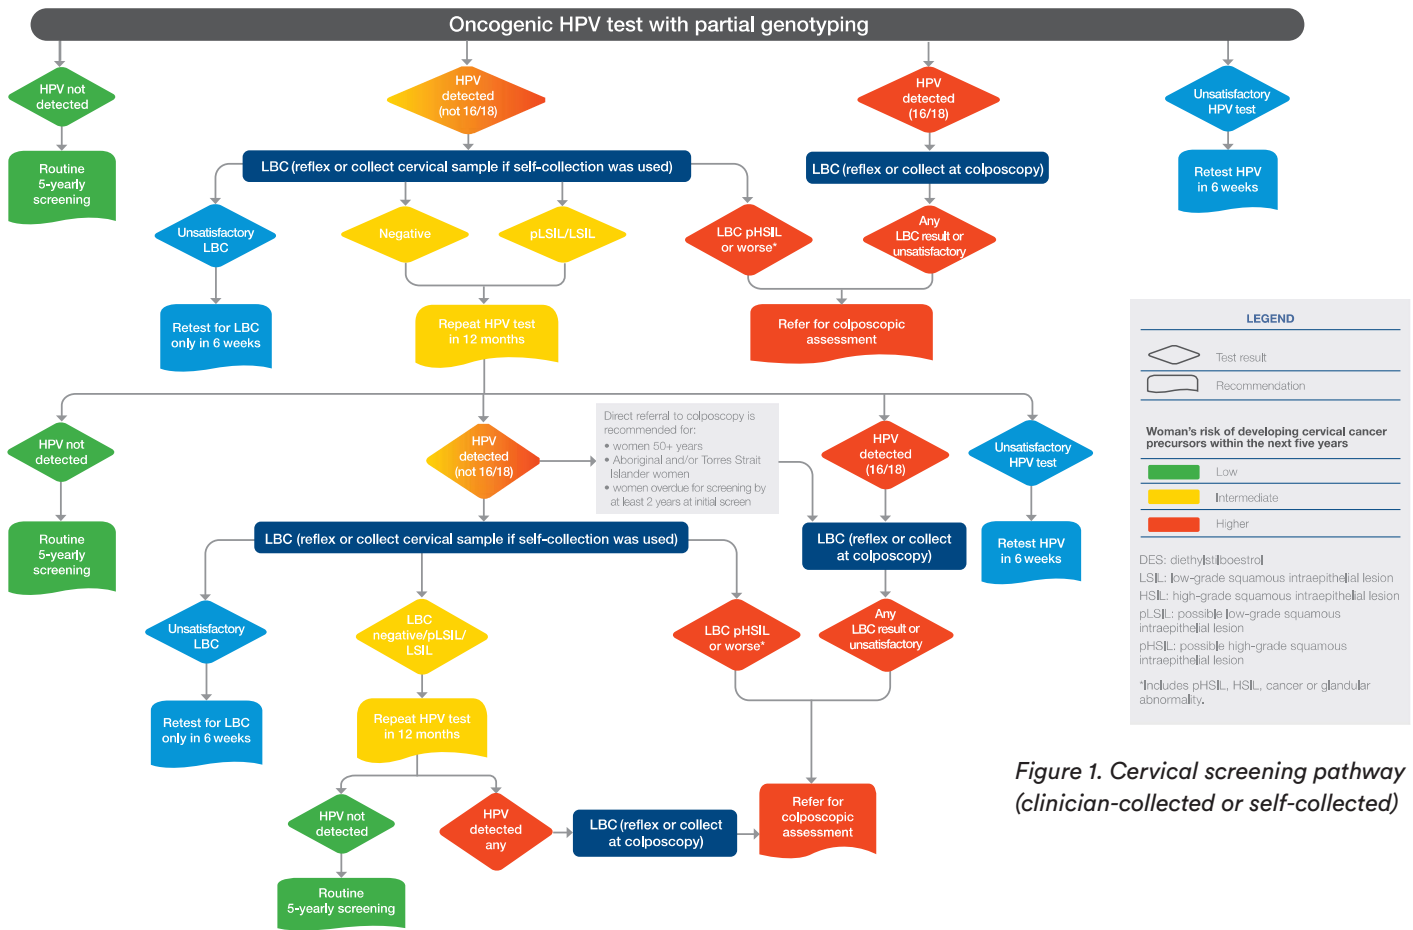 Oncogenic HPV test with partial genotyping
HPV not
detected
HPV
detected
(not 16/18)
HPV
detected
(16/18)
Unsatisfactory
HPV test
Routine
5-yearly
screening
LBC (reflex or collect cervical sample if self-collection was used)
LBC (reflex or collect at colposcopy)
Retest HPV
in 6 weeks
Unsatisfactory
LBC
Negative
pLSIL/LSIL
LBC pHSIL
or worse*
Any
LBC result or
unsatisfactory
Retest for LBC
only in 6 weeks
Repeat HPV test
in 12 months
Refer for colposcopic
assessment
HPV not
detected
HPV
detected
(not 16/18)
Direct referral to colposcopy is
recommended for:
• women 50+ years
• Aboriginal and/or Torres Strait
Islander women
• women overdue for screening by
at least 2 years at initial screen
HPV
detected
(16/18)
Unsatisfactory
HPV test
Routine
5-yearly
screening
LBC (reflex or collect cervical sample if self-collection was used)
LBC (reflex or collect
at colposcopy)
Retest HPV
in 6 weeks
Unsatisfactory
LBC
LBC
negative/pLSIL/
LSIL
LBC pHSIL
or worse*
Any
LBC result or
unsatisfactory
Retest for LBC
only in 6 weeks
Repeat HPV test
in 12 months
HPV not
detected
HPV
detected
any
LBC (reflex or collect
at colposcopy)
Refer for
colposcopic
assessment
Routine
5-yearly screening
LEGEND
Test result
Recommendation
Woman's risk of developing cervical cancer
precursors within the next five years
Low
Intermediate
Higher
DES: diethylstilboestrol
LSIL: low-grade squamous intraepithelial lesion
HSIL: high-grade squamous intraepithelial lesion
pLSIL: possible low-grade squamous
intraepithelial lesion
pHSIL: possible high-grade squamous
intraepithelial lesion
*Includes pHSIL, HSIL, cancer or glandular
abnormality.
Figure 1. Cervical screening pathway
(clinician-collected or self-collected)